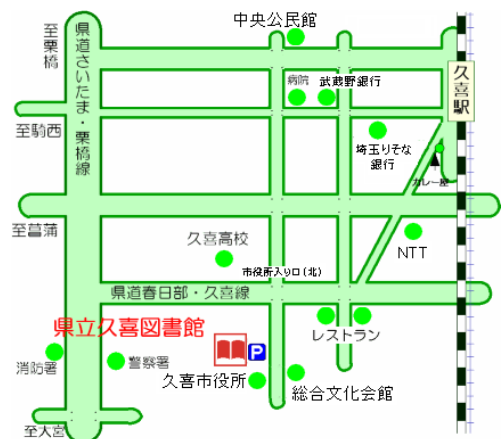 中央公民館
至栗橋
県道さいたま・栗橋線
病院
武蔵野銀行
久喜駅
至騎西
埼玉りそな
銀行
カレー屋
至菖蒲
久喜高校
NTT
市役所入り口(北)
県道春日部・久喜線
県立久喜図書館
レストラン
消防署
警察署
P
久喜市役所
総合文化会館
至大宮